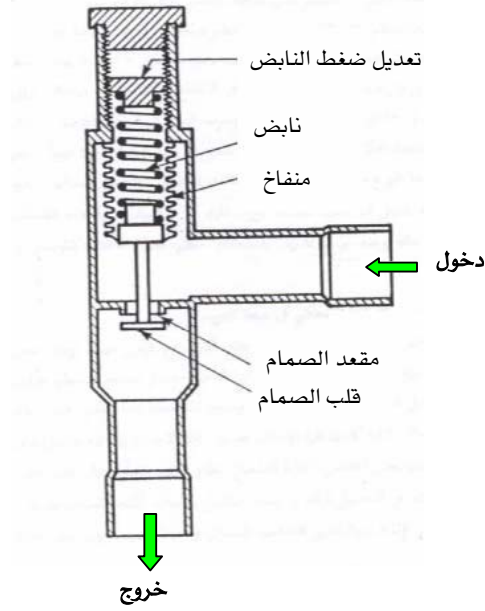 تعديل ضغط النابض
نابض
منفاخ
دخول
مقعد الصمام
قلب الصمام
خروج